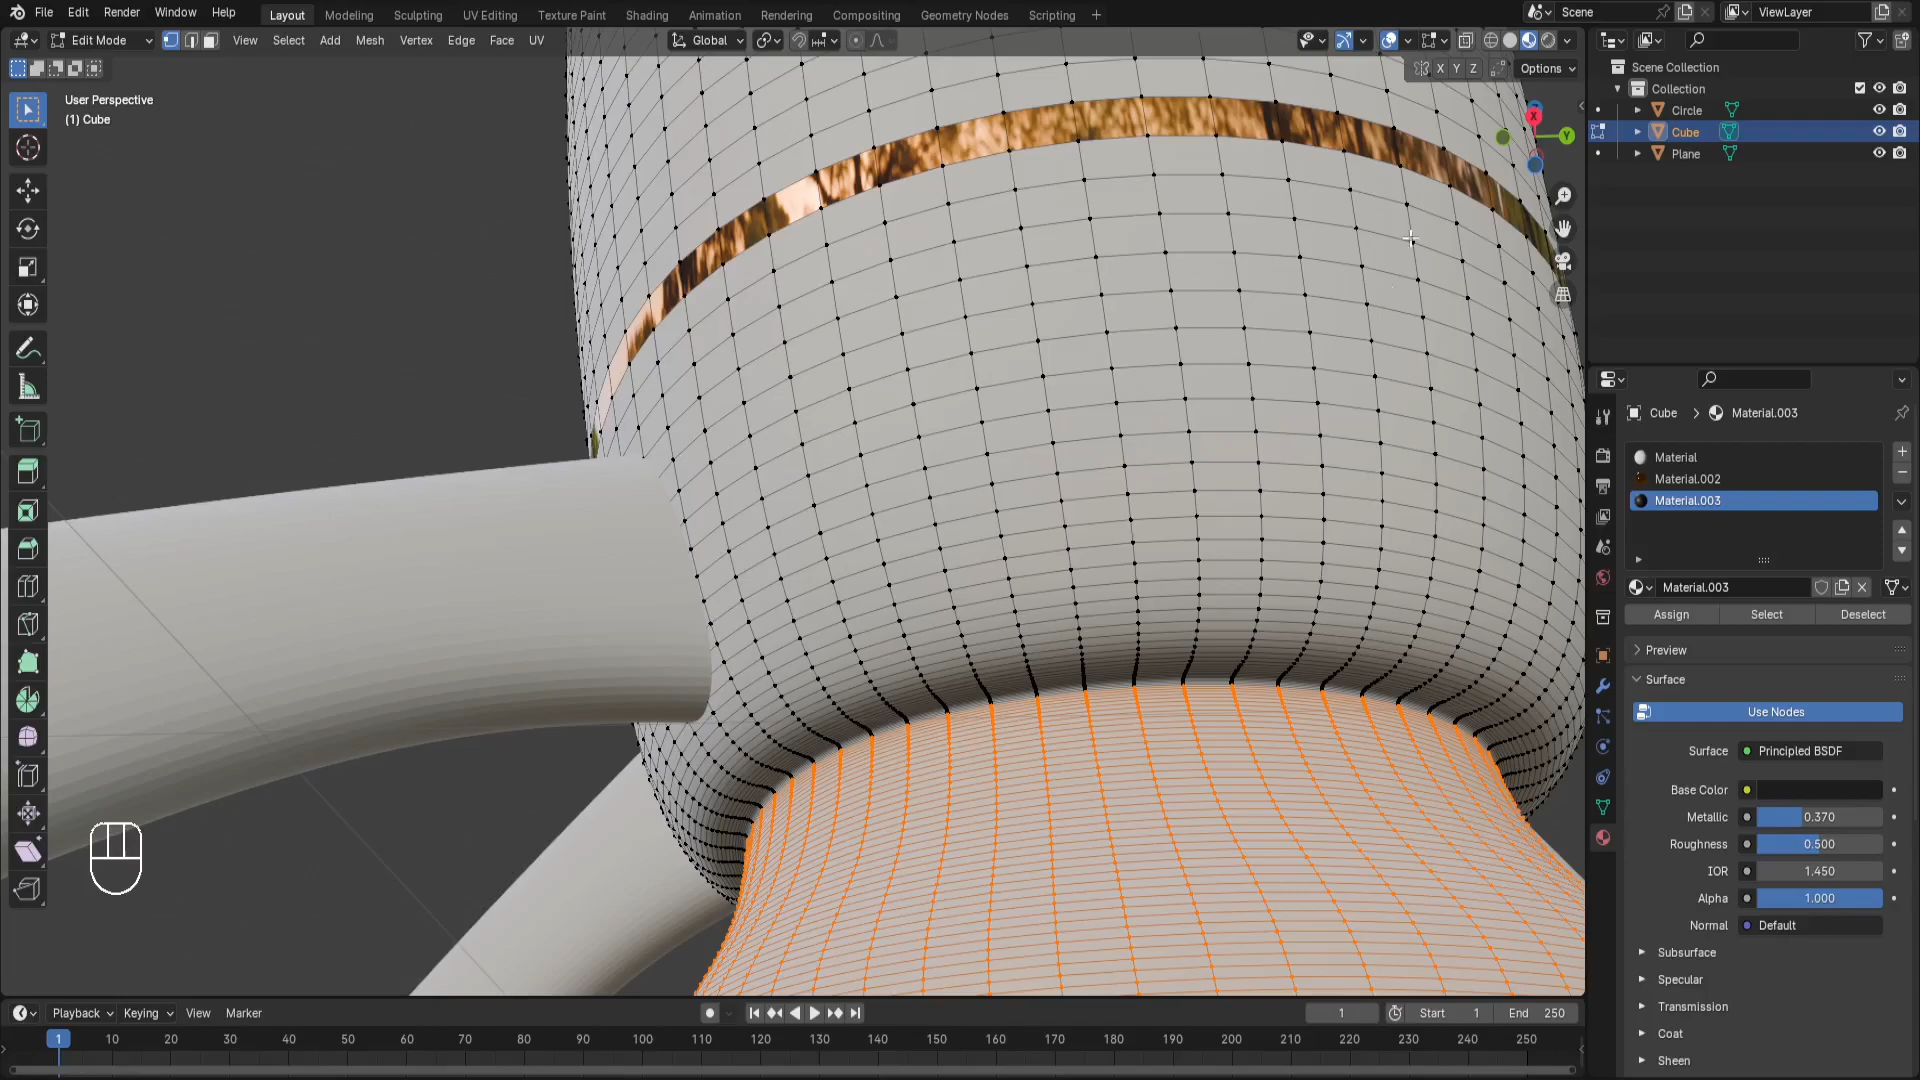 File Edit Render Window Help Layout Modeling Sculpting UV Editing Texture Paint Shading Animation Rendering Compositing Geometry Nodes Scripting + Scene ViewLayer
Edit Mode View Select Add Mesh Vertex Edge Face UV Global
X Y Z Options
User Perspective
(1) Cube
X
Y
Scene Collection
Collection
Circle
Cube
Plane
Cube > Material.003
Material
Material.002
Material.003
Material.003
Assign Select Deselect
Preview
Surface
Use Nodes
Surface Principled BSDF
Base Color
Metallic 0.370
Roughness 0.500
IOR 1.450
Alpha 1.000
Normal Default
Subsurface
Specular
Transmission
Coat
Sheen
Playback Keying View Marker 1 Start 1 End 250
1 10 20 30 40 50 60 70 80 90 100 110 120 130 140 150 160 170 180 190 200 210 220 230 240 250